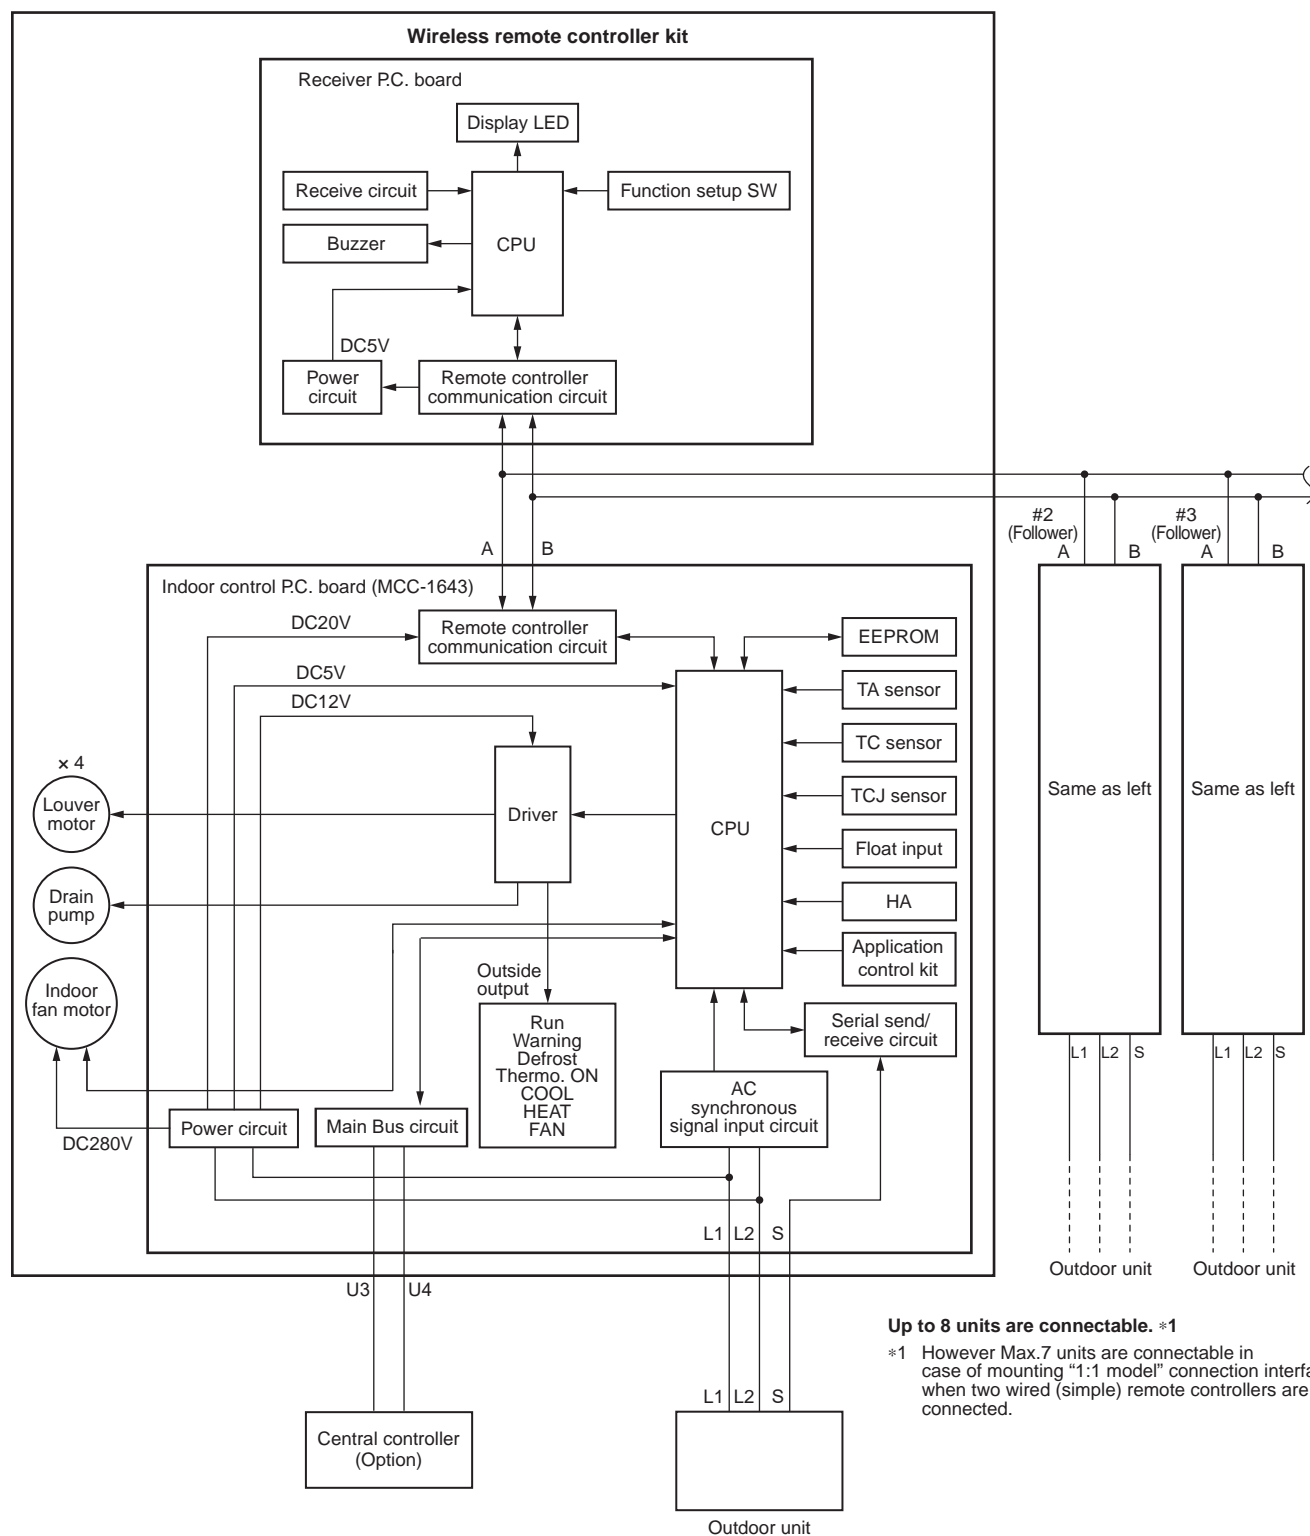 Wireless remote controller kit
Receiver P.C. board
Display LED
Receive circuit
Function setup SW
Buzzer
CPU
DC5V
Power
circuit
Remote controller
communication circuit
#2
(Follower)
#3
(Follower)
A
B
A
B
A
B
Indoor control P.C. board (MCC-1643)
DC20V
Remote controller
communication circuit
EEPROM
DC5V
TA sensor
DC12V
TC sensor
× 4
Louver
motor
Driver
CPU
TCJ sensor
Same as left
Same as left
Float input
Drain
pump
HA
Application
control kit
Indoor
fan motor
Outside
output
Run
Warning
Defrost
Thermo. ON
COOL
HEAT
FAN
Serial send/
receive circuit
L1
L2
S
L1
L2
S
AC
synchronous
signal input circuit
Power circuit
Main Bus circuit
DC280V
L1
L2
S
Outdoor unit
Outdoor unit
U3
U4
Up to 8 units are connectable. *1
*1 However Max.7 units are connectable in
case of mounting “1:1 model” connection interfa
when two wired (simple) remote controllers are
connected.
L1
L2
S
Central controller
(Option)
Outdoor unit